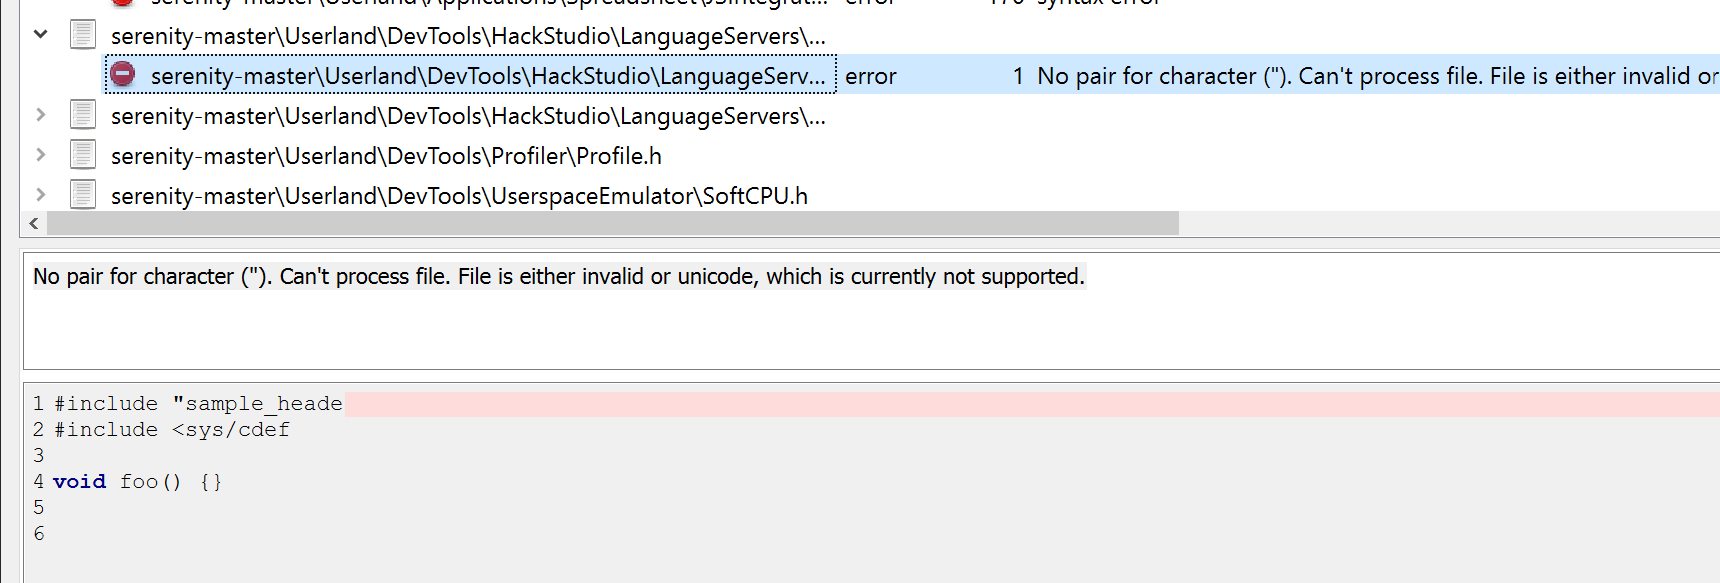 serenity-master\Userland\Applications\Spreadsheet\JSIntegrat... error 170 syntax error
serenity-master\Userland\DevTools\HackStudio\LanguageServers\...
serenity-master\Userland\DevTools\HackStudio\LanguageServ... error 1 No pair for character ("). Can't process file. File is either invalid or
serenity-master\Userland\DevTools\HackStudio\LanguageServers\...
serenity-master\Userland\DevTools\Profiler\Profile.h
serenity-master\Userland\DevTools\UserspaceEmulator\SoftCPU.h
No pair for character ("). Can't process file. File is either invalid or unicode, which is currently not supported.
1 #include "sample_heade
2 #include <sys/cdef
3
4 void foo() {}
5
6